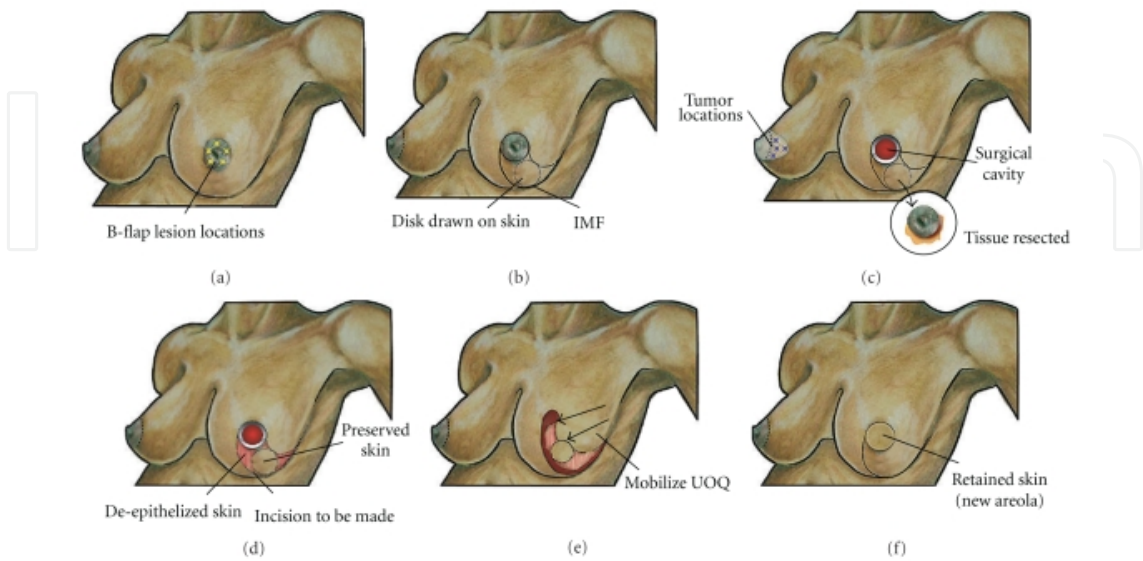 B-flap lesion locations
(a)
Disk drawn on skin
IMF
(b)
Tumor
locations
Surgical
cavity
Tissue resected
(c)
Preserved
skin
De-epithelized skin
Incision to be made
(d)
Mobilize UOQ
(e)
Retained skin
(new areola)
(f)